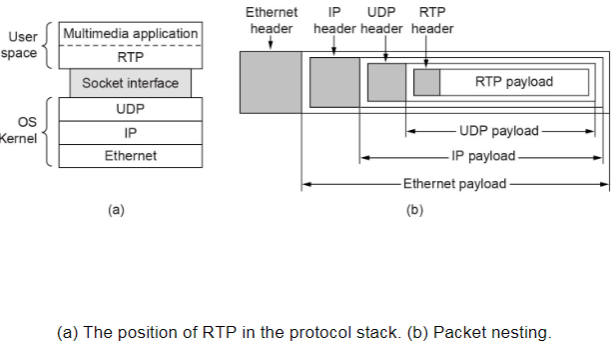 User
space
Multimedia application
RTP
Socket interface
OS
Kernel
UDP
IP
Ethernet
(a)
Ethernet
header
IP
header
UDP
header
RTP
header
RTP payload
UDP payload
IP payload
Ethernet payload
(b)
(a) The position of RTP in the protocol stack. (b) Packet nesting.